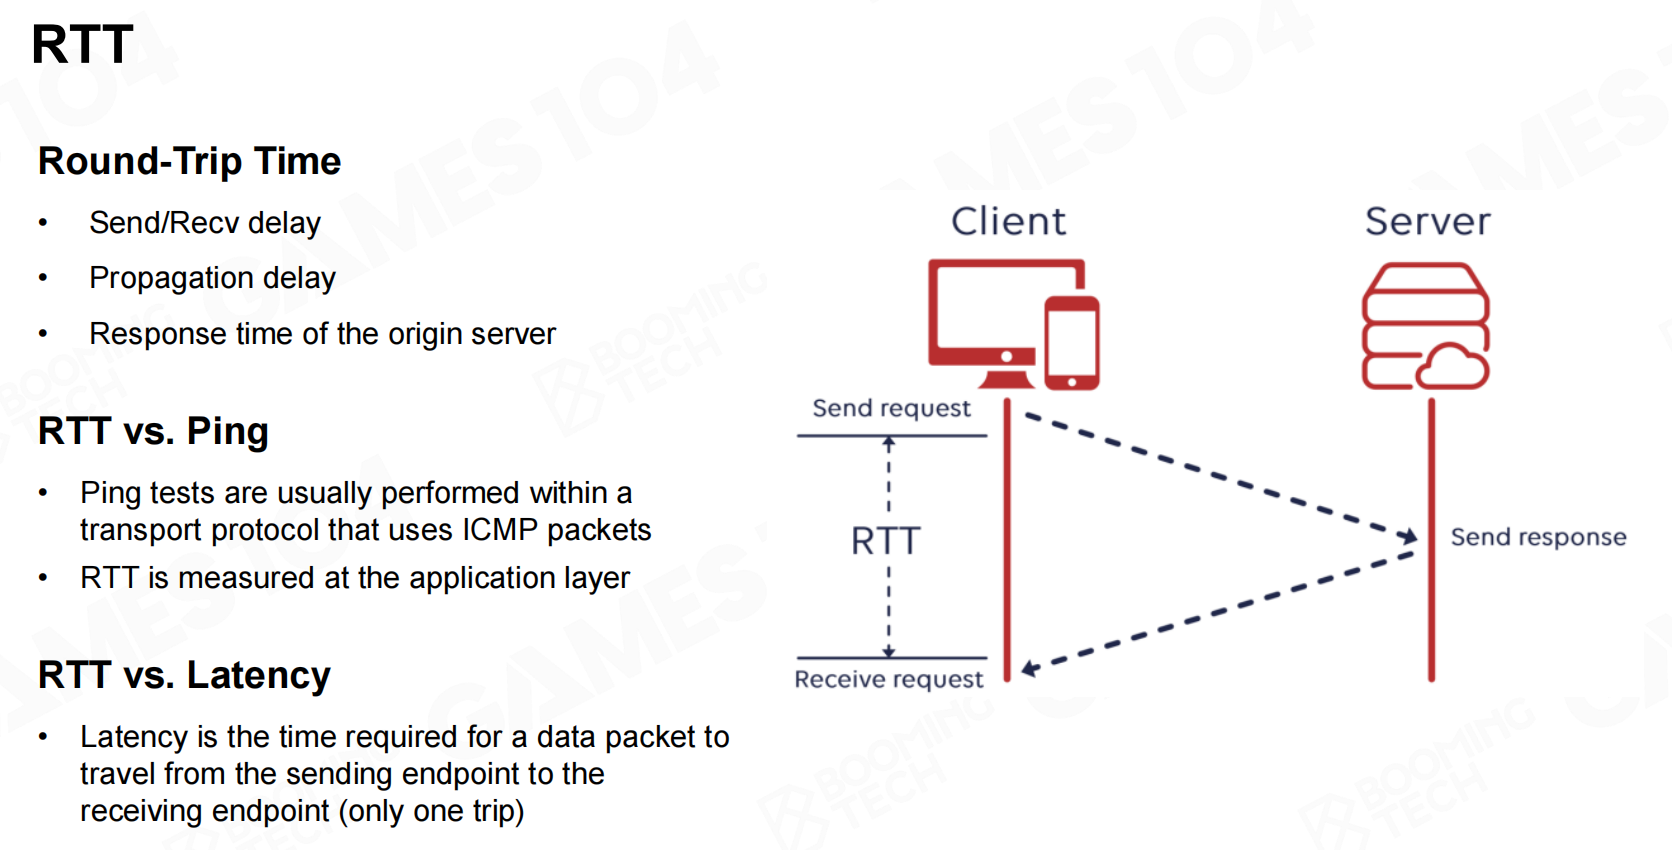 RTT
Round-Trip Time
• Send/Recv delay
• Propagation delay
• Response time of the origin server
RTT vs. Ping
• Ping tests are usually performed within a
transport protocol that uses ICMP packets
• RTT is measured at the application layer
RTT vs. Latency
• Latency is the time required for a data packet to
travel from the sending endpoint to the
receiving endpoint (only one trip)
Client
Server
Send request
RTT
Send response
Receive request
GAMES 104
BOOMING
TECH